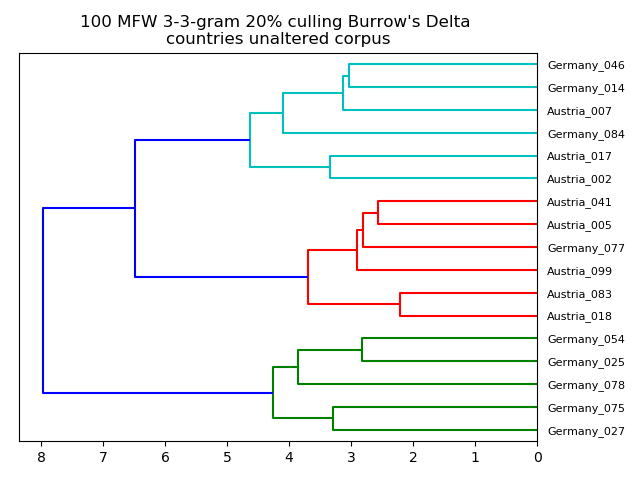 100 MFW 3-3-gram 20% culling Burrow's Delta
countries unaltered corpus
Germany_046
Germany_014
Austria_007
Germany_084
Austria_017
Austria_002
Austria_041
Austria_005
Germany_077
Austria_099
Austria_083
Austria_018
Germany_054
Germany_025
Germany_078
Germany_075
Germany_027
8 7 6 5 4 3 2 1 0